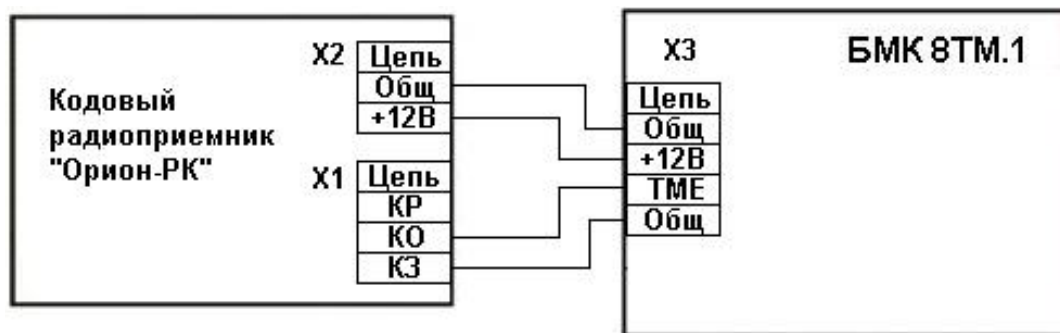 Кодовый
радиоприемник
"Орион-РК"
X2
Цепь
Общ
+12В
X1
Цепь
КР
КО
КЗ
X3
БМК 8ТМ.1
Цепь
Общ
+12В
ТМЕ
Общ